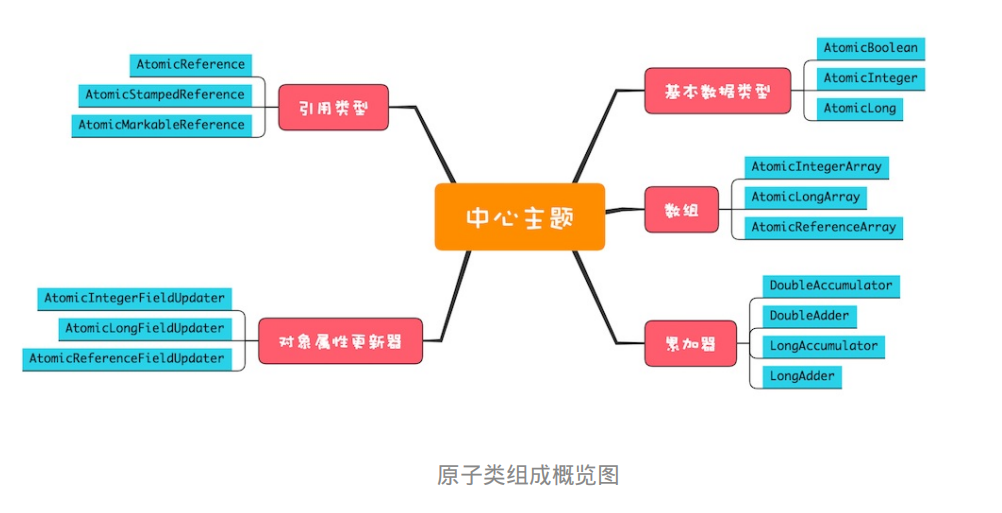 中心主题
引用类型
AtomicReference
AtomicStampedReference
AtomicMarkableReference
对象属性更新器
AtomicIntegerFieldUpdater
AtomicLongFieldUpdater
AtomicReferenceFieldUpdater
基本数据类型
AtomicBoolean
AtomicInteger
AtomicLong
数组
AtomicIntegerArray
AtomicLongArray
AtomicReferenceArray
累加器
DoubleAccumulator
DoubleAdder
LongAccumulator
LongAdder
原子类组成概览图